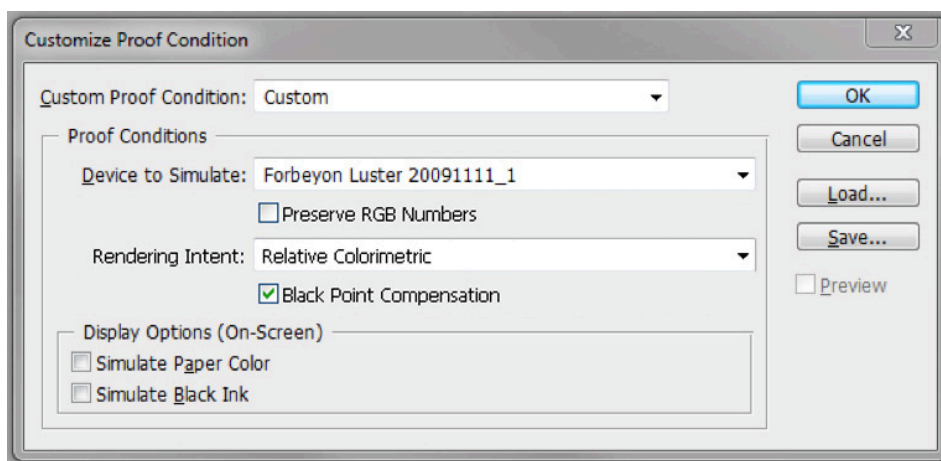 Customize Proof Condition
Custom Proof Condition: Custom
OK
Proof Conditions
Cancel
Device to Simulate: Forbeyon Luster 20091111_1
Load...
Preserve RGB Numbers
Save...
Rendering Intent: Relative Colorimetric
Preview
Black Point Compensation
Display Options (On-Screen)
Simulate Paper Color
Simulate Black Ink